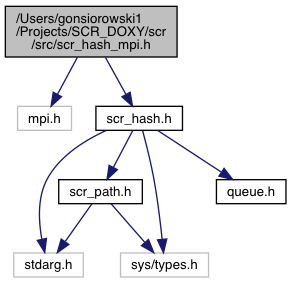 /Users/gonsiorowski1
/Projects/SCR_DOXY/scr
/src/scr_hash_mpi.h
mpi.h
scr_hash.h
scr_path.h
queue.h
stdarg.h
sys/types.h